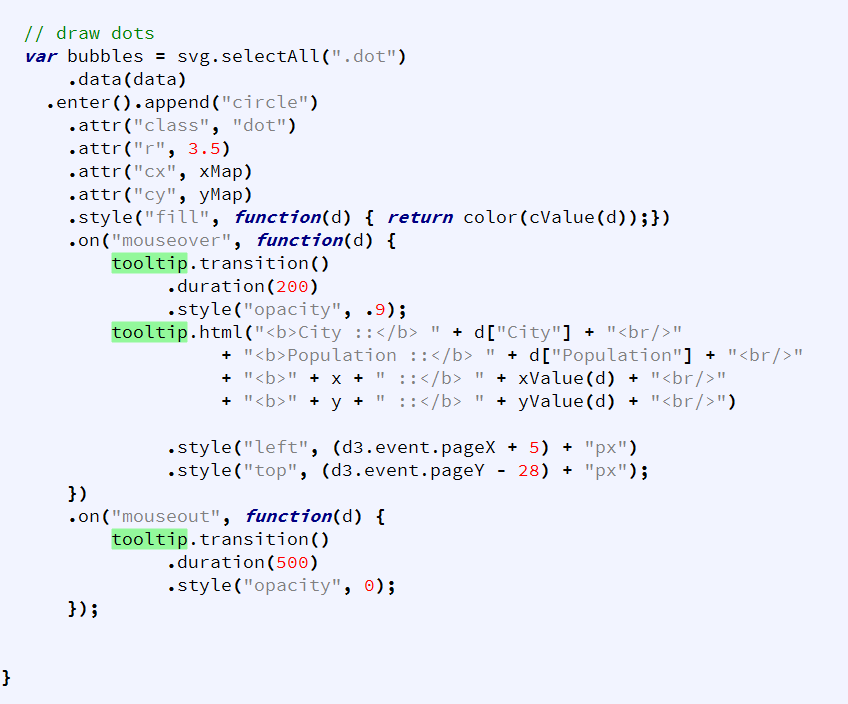 // draw dots
var bubbles = svg.selectAll(".dot")
.data(data)
.enter().append("circle")
.attr("class", "dot")
.attr("r", 3.5)
.attr("cx", xMap)
.attr("cy", yMap)
.style("fill", function(d) { return color(cValue(d));})
.on("mouseover", function(d) {
tooltip.transition()
.duration(200)
.style("opacity", .9);
tooltip.html("<b>City ::</b> " + d["City"] + "<br/>"
+ "<b>Population ::</b> " + d["Population"] + "<br/>"
+ "<b>" + x + " ::</b> " + xValue(d) + "<br/>"
+ "<b>" + y + " ::</b> " + yValue(d) + "<br/>")
.style("left", (d3.event.pageX + 5) + "px")
.style("top", (d3.event.pageY - 28) + "px");
})
.on("mouseout", function(d) {
tooltip.transition()
.duration(500)
.style("opacity", 0);
});
}